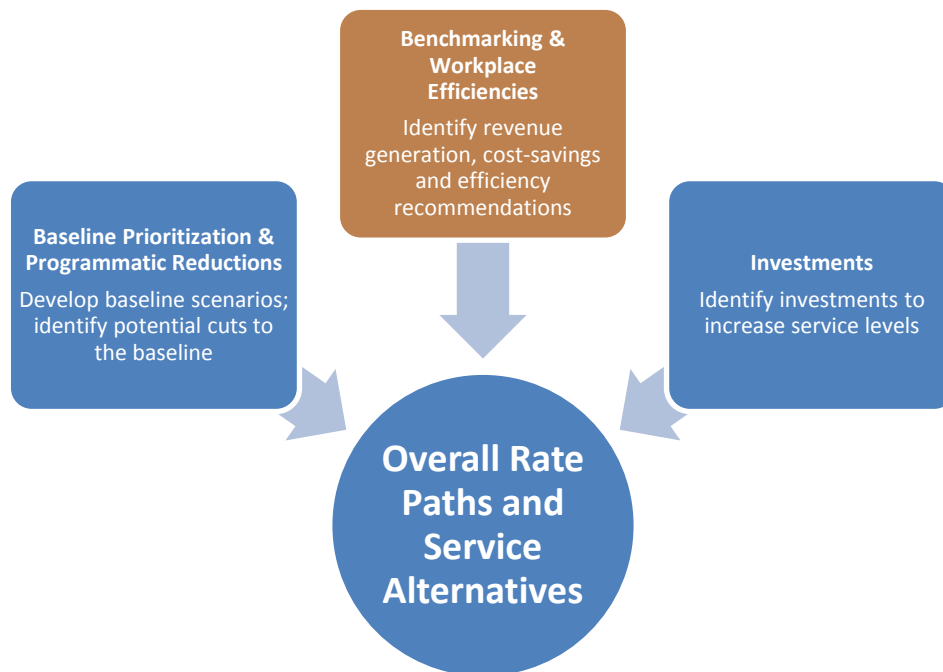 Benchmarking &
Workplace
Efficiencies
Identify revenue
generation, cost-savings
and efficiency
recommendations
Baseline Prioritization &
Programmatic Reductions
Develop baseline scenarios;
identify potential cuts to
the baseline
Investments
Identify investments to
increase service levels
Overall Rate
Paths and
Service
Alternatives